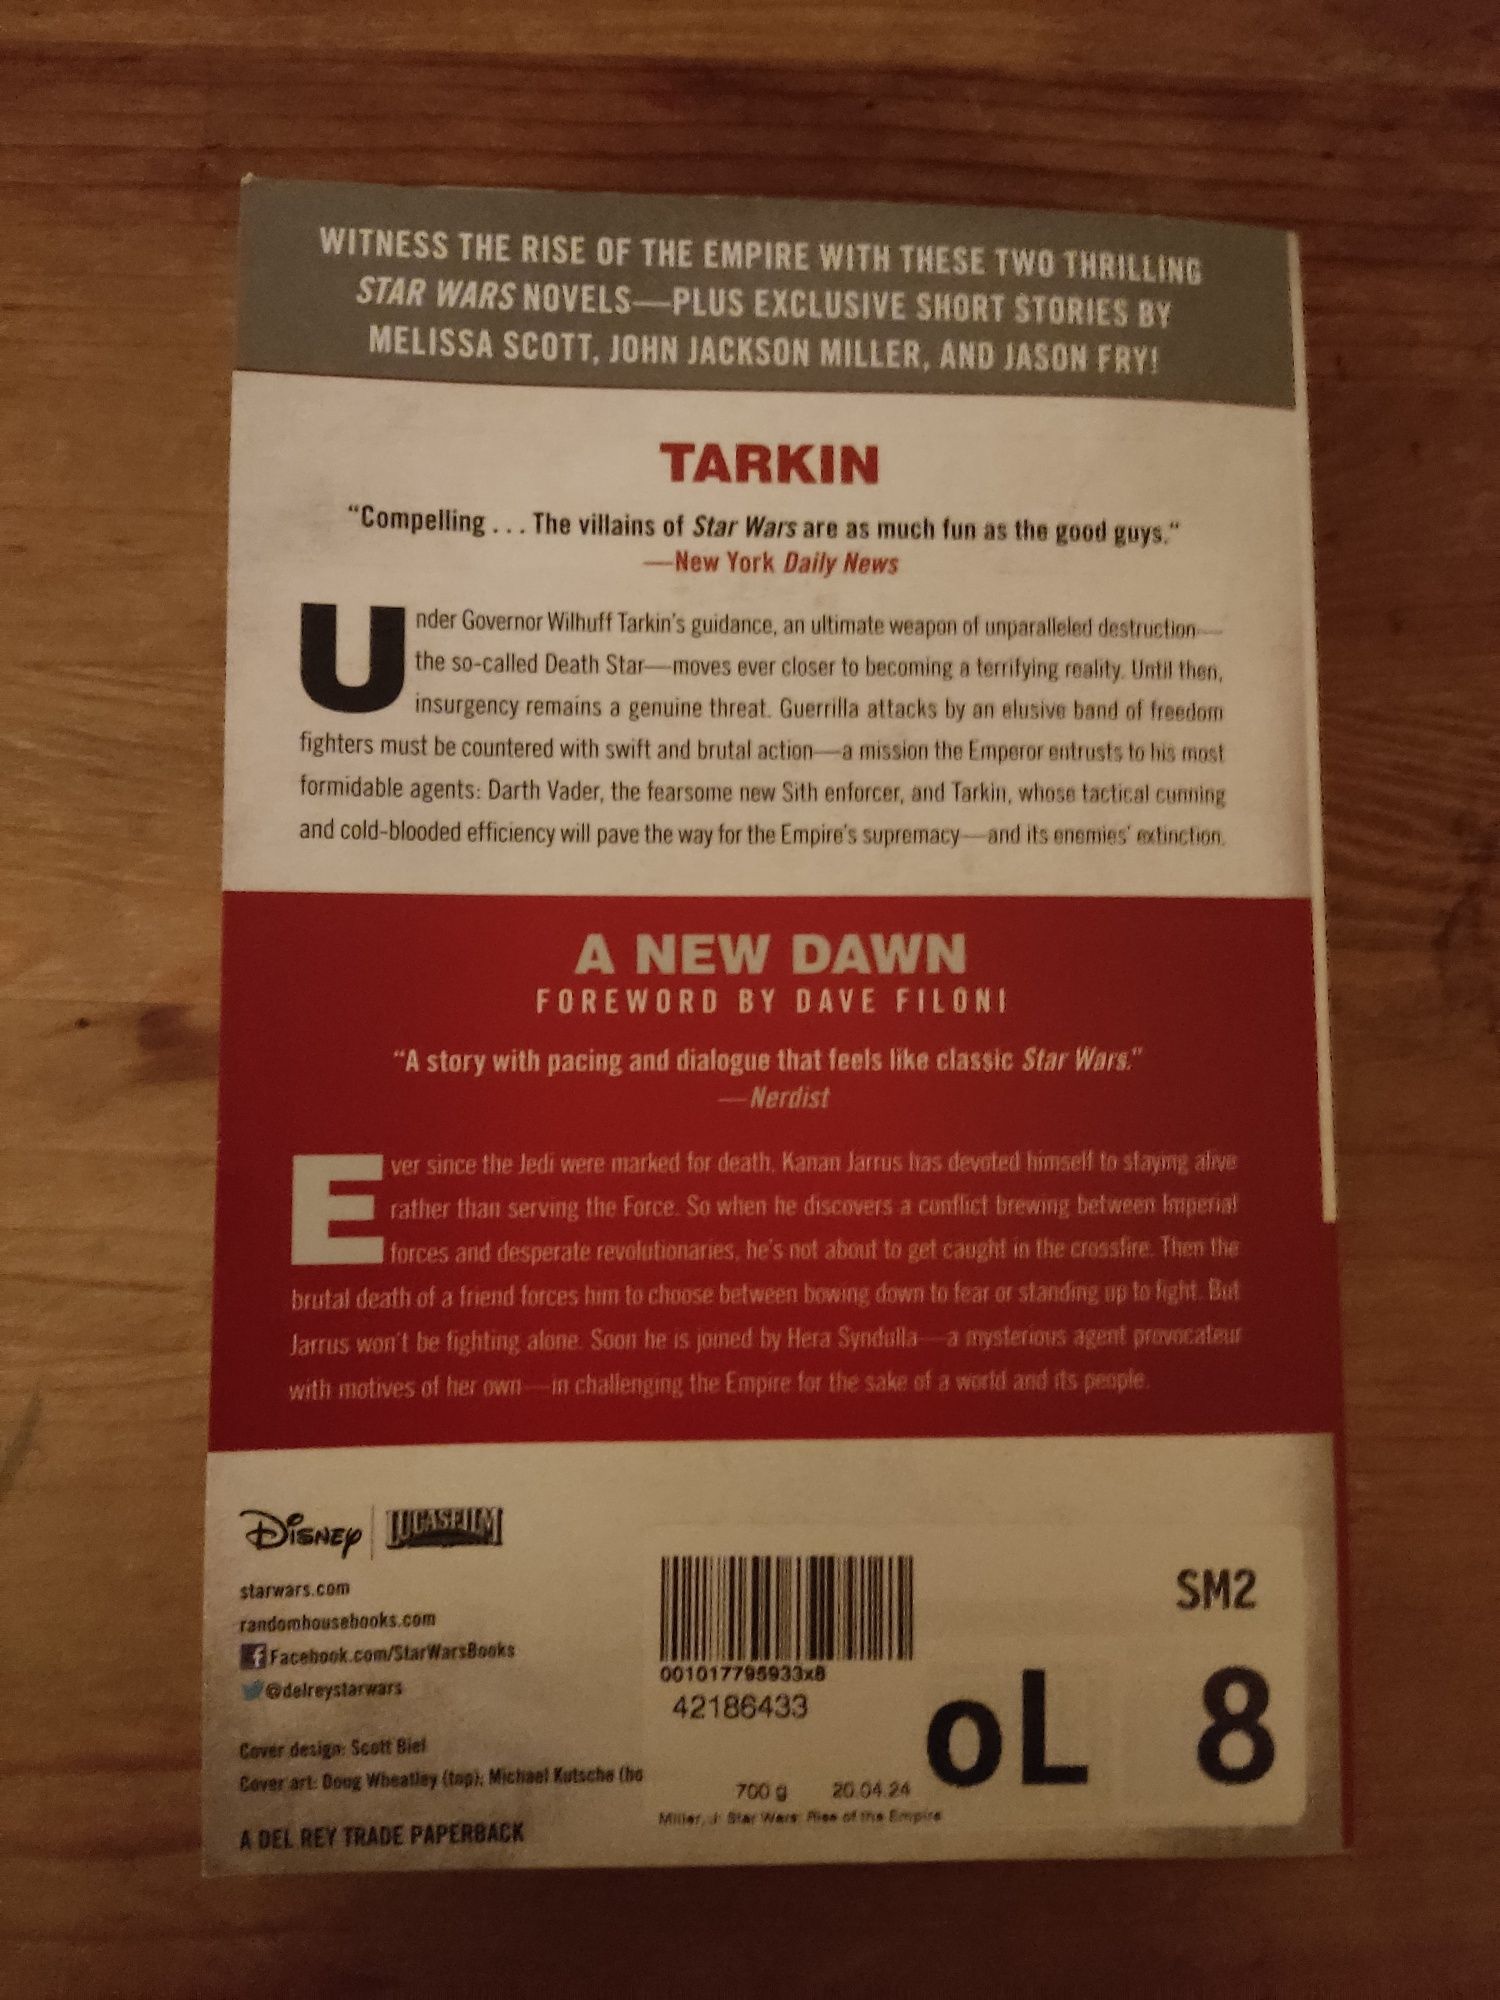 WITNESS THE RISE OF THE EMPIRE WITH THESE TWO THRILLING
STAR WARS NOVELS—PLUS EXCLUSIVE SHORT STORIES BY
MELISSA SCOTT, JOHN JACKSON MILLER, AND JASON FRY!
TARKIN
“Compelling . . . The villains of Star Wars are as much fun as the good guys.”
—New York Daily News
Under Governor Wilhuff Tarkin's guidance, an ultimate weapon of unparalleled destruction—
the so-called Death Star—moves ever closer to becoming a terrifying reality. Until then,
insurgency remains a genuine threat. Guerrilla attacks by an elusive band of freedom
fighters must be countered with swift and brutal action—a mission the Emperor entrusts to his most
formidable agents: Darth Vader, the fearsome new Sith enforcer, and Tarkin, whose tactical cunning
and cold-blooded efficiency will pave the way for the Empire's supremacy—and its enemies' extinction.
A NEW DAWN
FOREWORD BY DAVE FILONI
“A story with pacing and dialogue that feels like classic Star Wars.”
—Nerdist
Ever since the Jedi were marked for death, Kanan Jarrus has devoted himself to staying alive
rather than serving the Force. So when he discovers a conflict brewing between Imperial
forces and desperate revolutionaries, he's not about to get caught in the crossfire. Then the
brutal death of a friend forces him to choose between bowing down to fear or standing up to fight. But
Jarrus won't be fighting alone. Soon he is joined by Hera Syndulla—a mysterious agent provocateur
with motives of her own—in challenging the Empire for the sake of a world and its people.
Disney LUCASFILM
starwars.com
randomhousebooks.com
Facebook.com/StarWarsBooks
@delreystarwars
Cover design: Scott Biel
Cover art: Doug Wheatley (top); Michael Kutsche (bo
A DEL REY TRADE PAPERBACK
SM2
001017795933x8
42186433
oL 8
700 g 20.04.24
Miller, J: Star Wars: Rise of the Empire